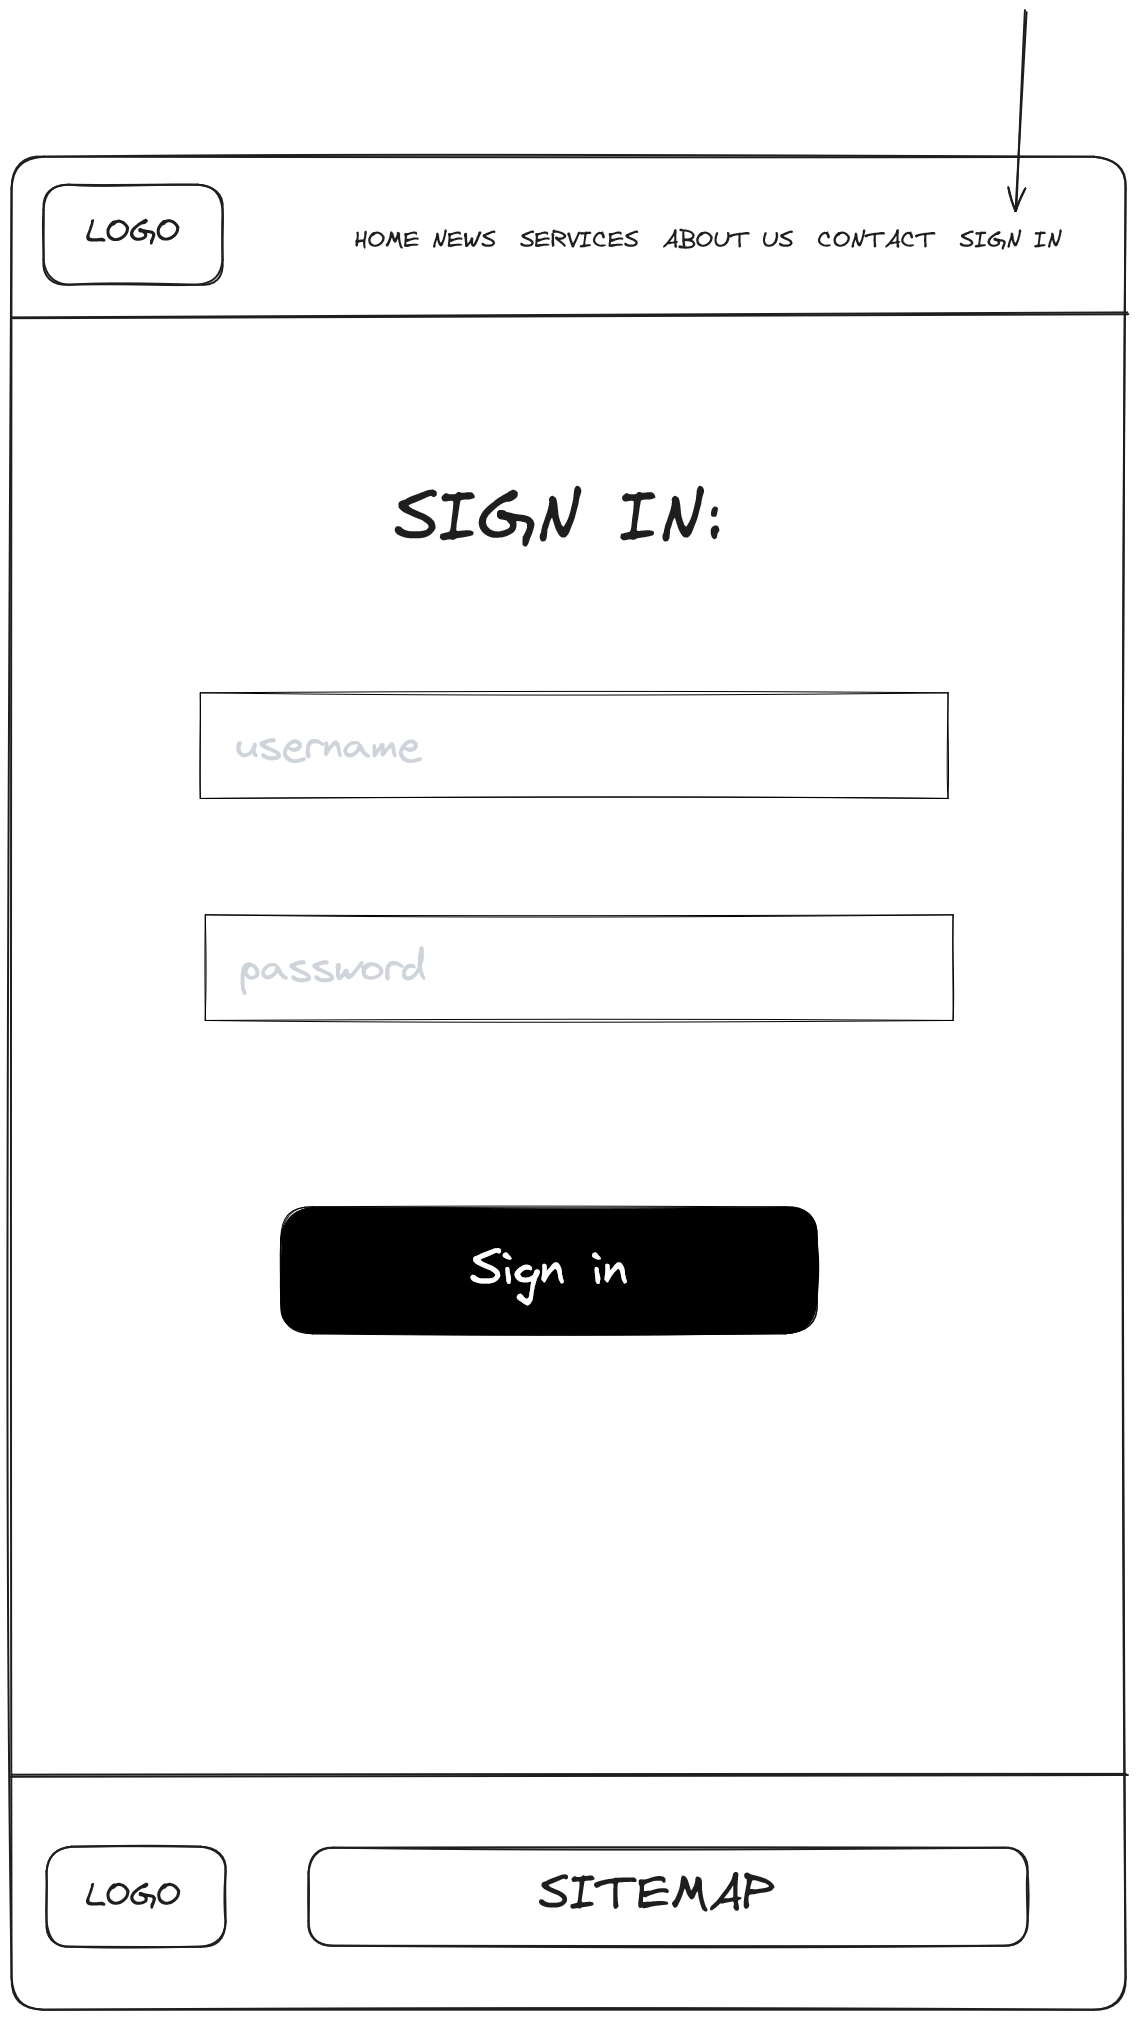 LOGO
HOME NEWS SERVICES ABOUT US CONTACT SIGN IN
SIGN IN:
username
password
Sign in
LOGO
SITEMAP